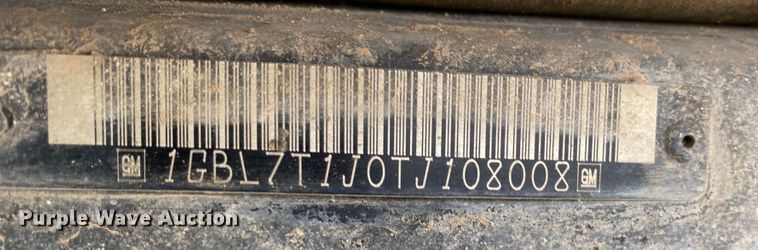 GM 1GBL7T1J0TJ108008 GM
Purple Wave Auction